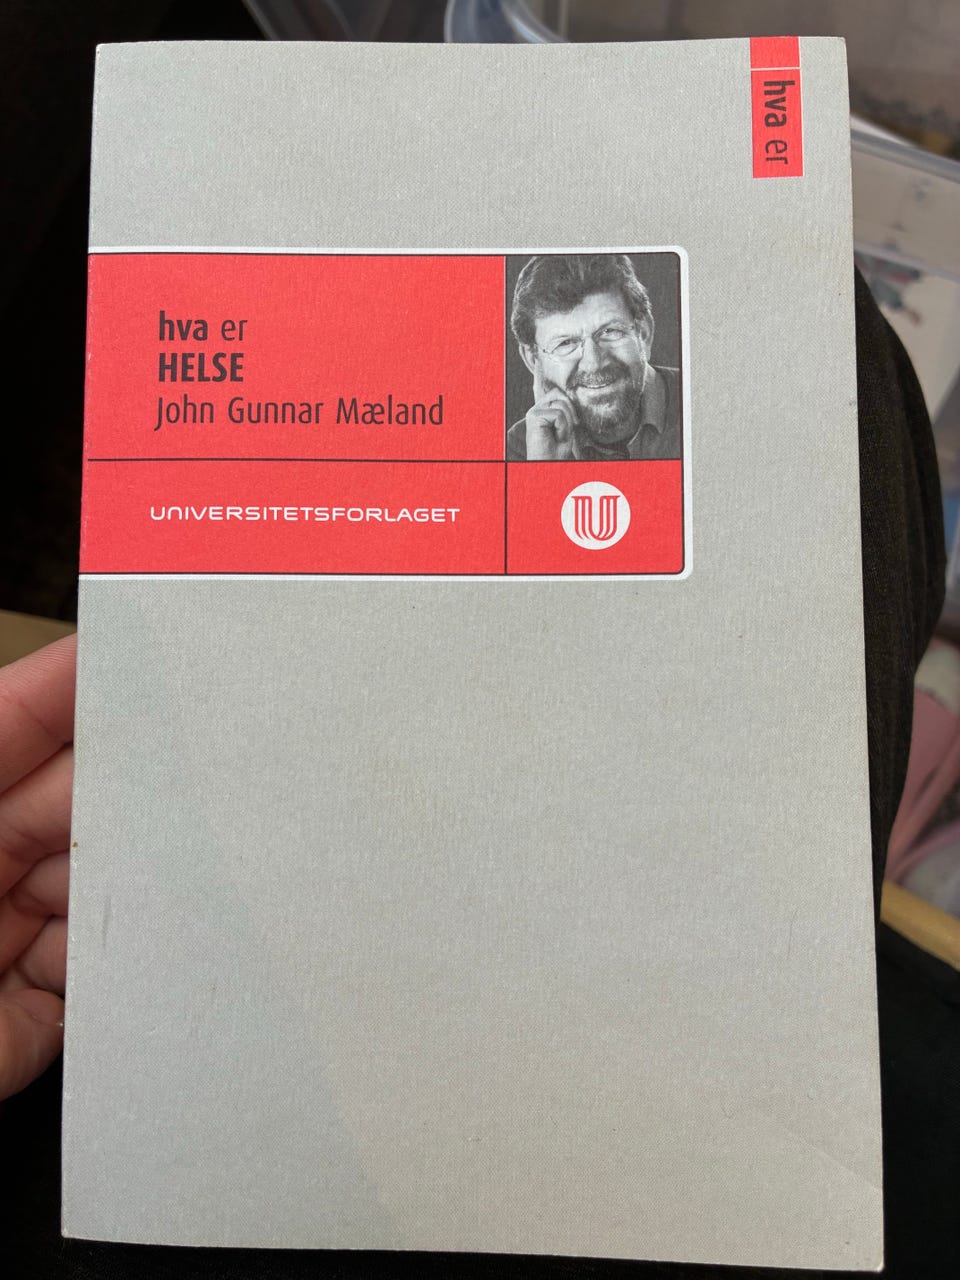 hva er
hva er
HELSE
John Gunnar Mæland
UNIVERSITETSFORLAGET
U